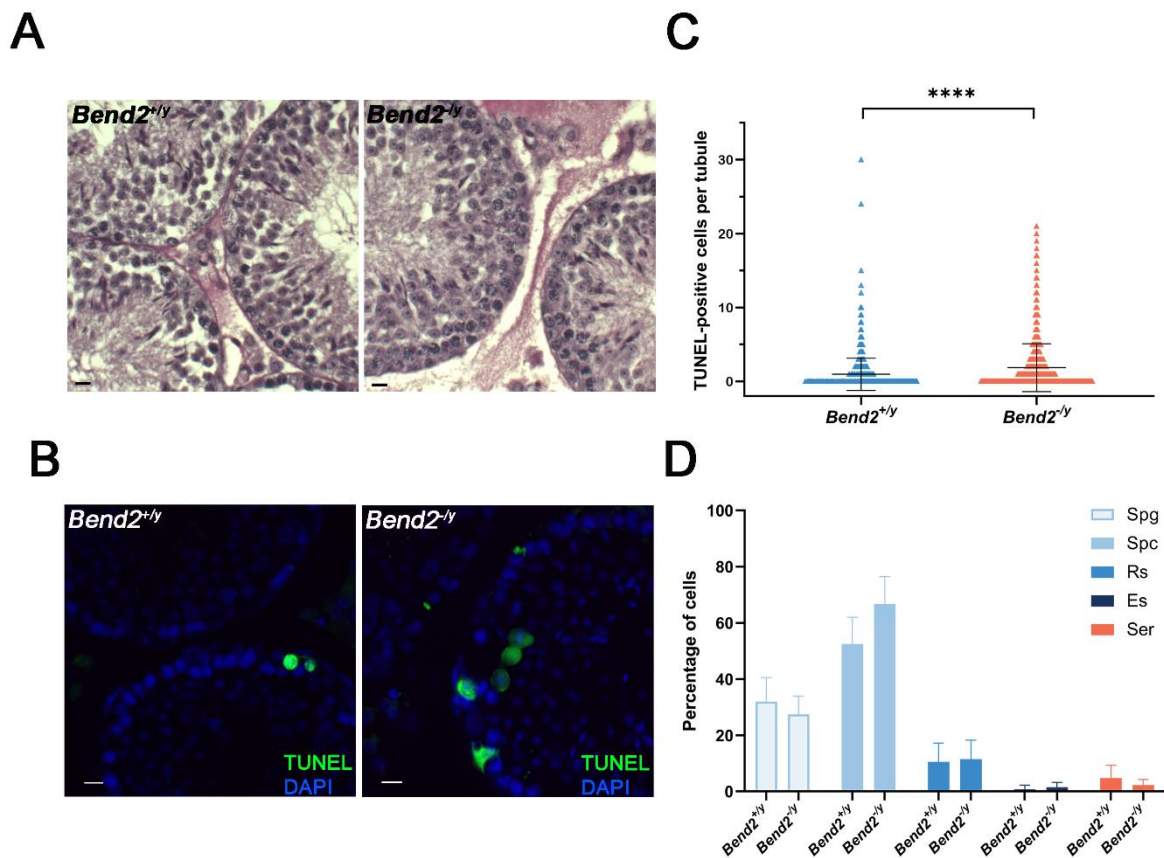 A
Bend2+/y
Bend2-/y
B
Bend2+/y
TUNEL
DAPI
Bend2-/y
TUNEL
DAPI
C
****
TUNEL-positive cells per tubule
30
20
10
0
Bend2+/y
Bend2-/y
D
Percentage of cells
100
80
60
40
20
0
Spg
Spc
Rs
Es
Ser
Bend2+/y
Bend2-/y
Bend2+/y
Bend2-/y
Bend2+/y
Bend2-/y
Bend2+/y
Bend2-/y
Bend2+/y
Bend2-/y